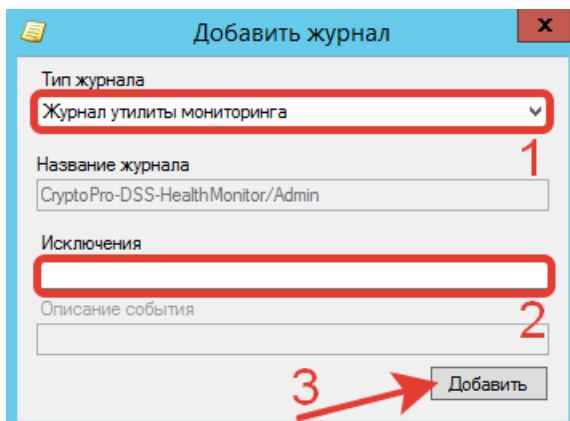 Добавить журнал
x
Тип журнала
Журнал утилиты мониторинга
1
Название журнала
CryptoPro-DSS-HealthMonitor/Admin
Исключения
2
Описание события
3
Добавить